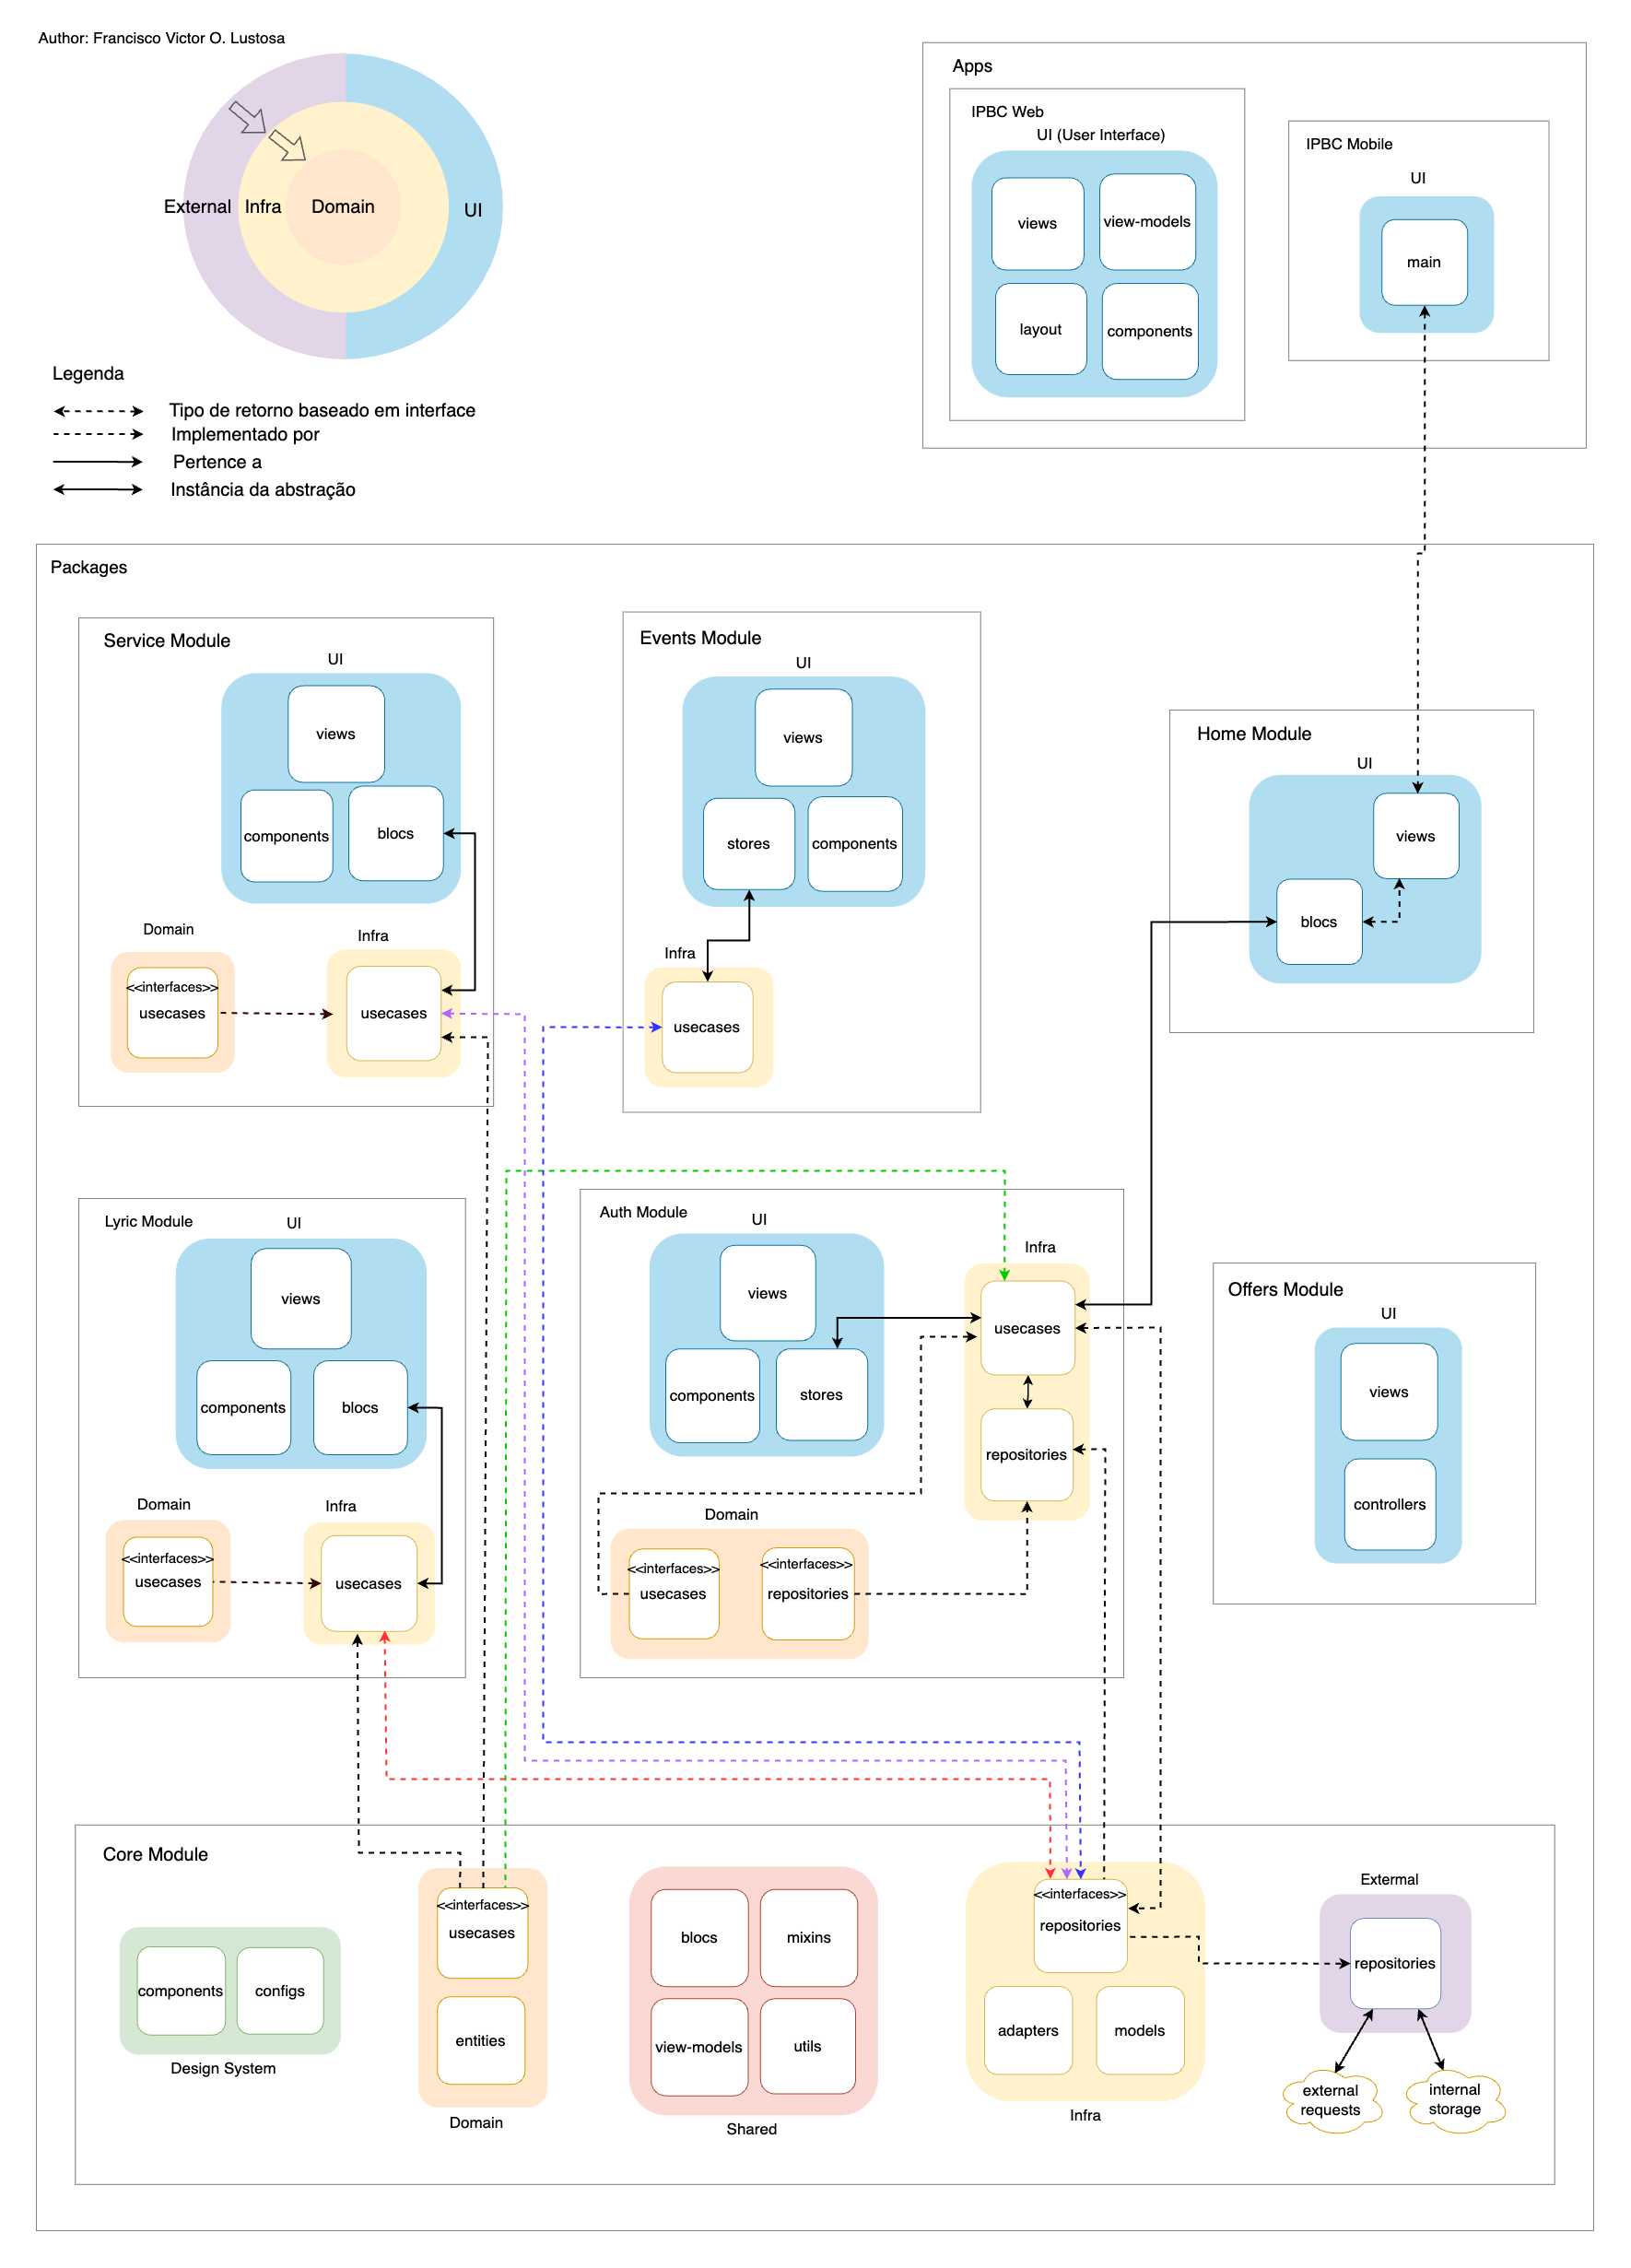 Author: Francisco Victor O. Lustosa
External
Infra
Domain
UI
Legenda
Tipo de retorno baseado em interface
Implementado por
Pertence a
Instância da abstração
Apps
IPBC Web
UI (User Interface)
views
view-models
layout
components
IPBC Mobile
UI
main
Packages
Service Module
UI
views
components
blocs
Domain
<<interfaces>>
usecases
Infra
usecases
Events Module
UI
views
stores
components
Infra
usecases
Home Module
UI
views
blocs
Lyric Module
UI
views
components
blocs
Domain
<<interfaces>>
usecases
Infra
usecases
Auth Module
UI
views
components
stores
Infra
usecases
repositories
Domain
<<interfaces>>
usecases
<<interfaces>>
repositories
Offers Module
UI
views
controllers
Core Module
components
configs
Design System
<<interfaces>>
usecases
entities
Domain
blocs
mixins
view-models
utils
Shared
<<interfaces>>
repositories
adapters
models
Infra
Extermal
repositories
external
requests
internal
storage